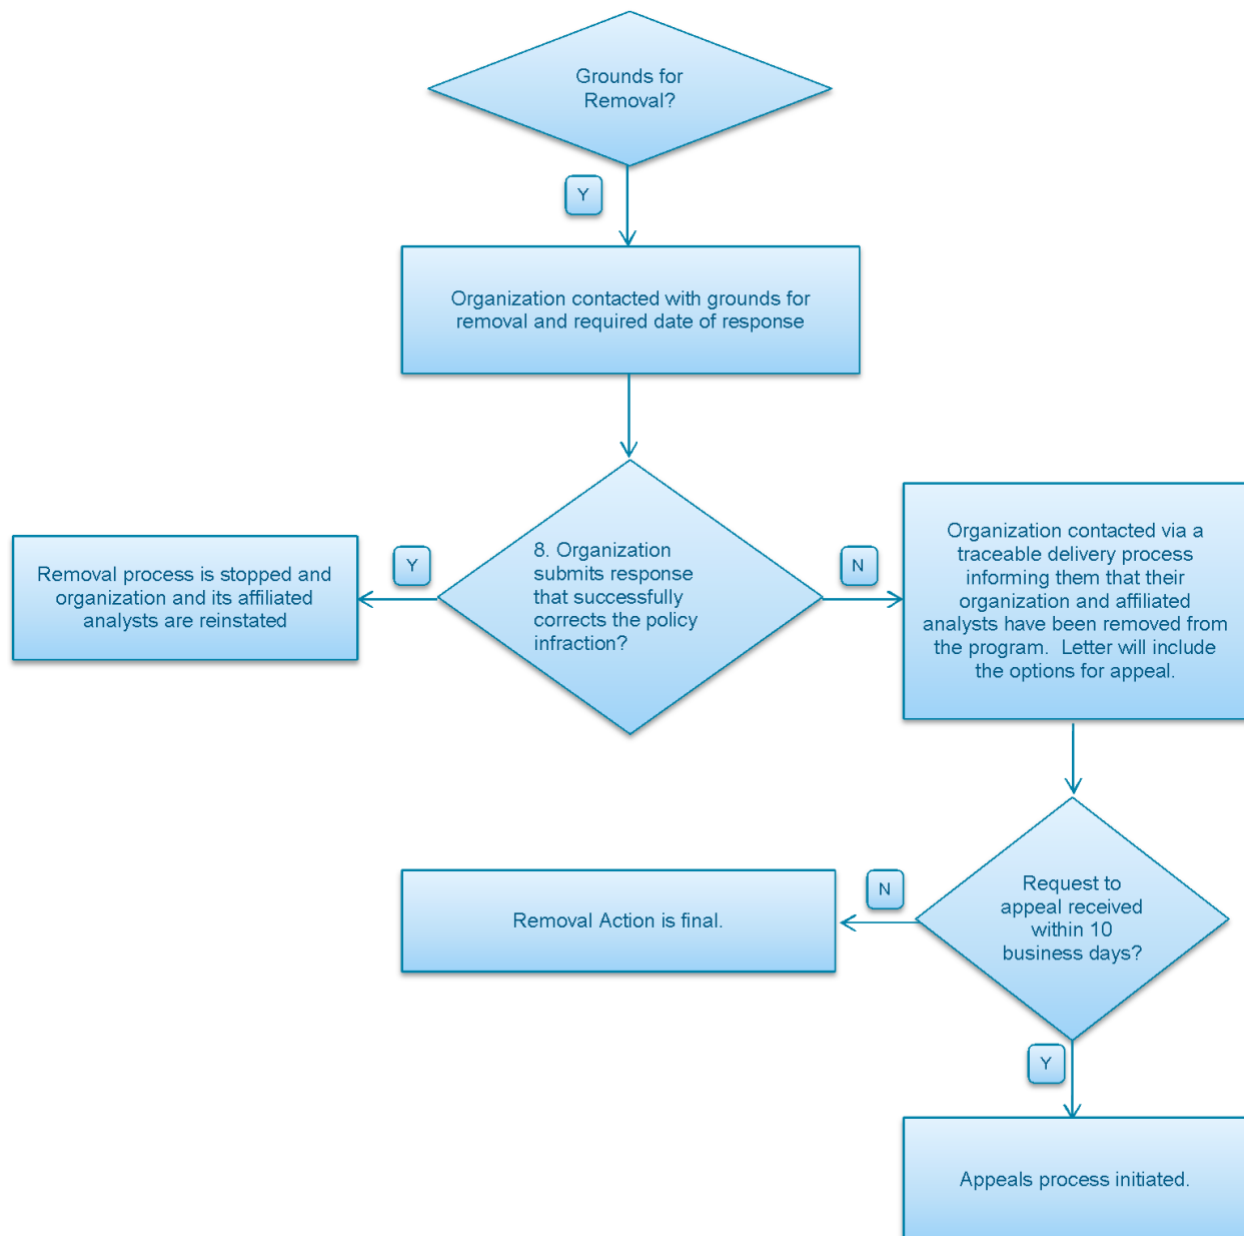 Grounds for
Removal?
Y
Organization contacted with grounds for
removal and required date of response
Removal process is stopped and
organization and its affiliated
analysts are reinstated
Y
8. Organization
submits response
that successfully
corrects the policy
infraction?
N
Organization contacted via a
traceable delivery process
informing them that their
organization and affiliated
analysts have been removed from
the program.  Letter will include
the options for appeal.
Removal Action is final.
N
Request to
appeal received
within 10
business days?
Y
Appeals process initiated.